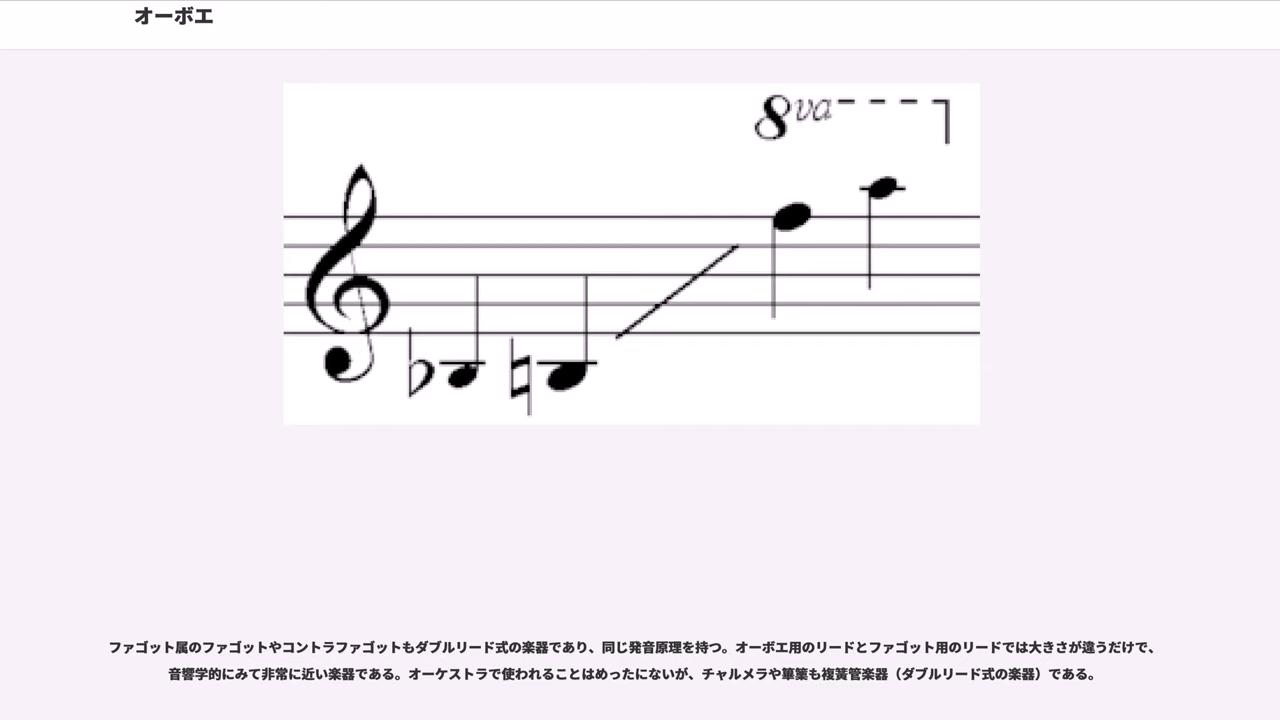 オーボエ
8va
ファゴット属のファゴットやコントラファゴットもダブルリード式の楽器であり、同じ発音原理を持つ。オーボエ用のリードとファゴット用のリードでは大きさが違うだけで、
音響学的にみて非常に近い楽器である。オーケストラで使われることはめったにないが、チャルメラや篳篥も複簧管楽器（ダブルリード式の楽器）である。